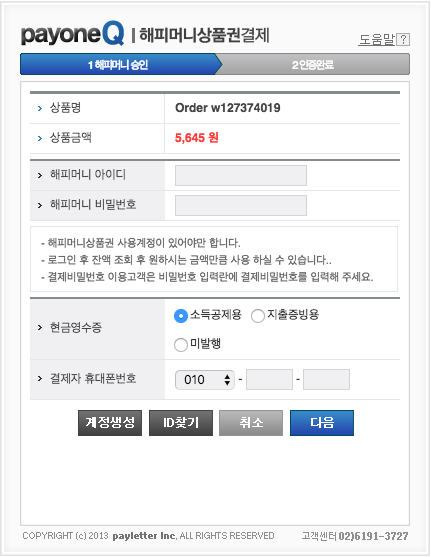 payoneQ | 해피머니상품권결제
도움말 ?
1 해피머니 승인
2 인증완료
상품명 Order w127374019
상품금액 5,645 원
해피머니 아이디
해피머니 비밀번호
- 해피머니상품권 사용계정이 있어야만 합니다.
- 로그인 후 잔액 조회 후 원하시는 금액만큼 사용 하실 수 있습니다..
- 결제비밀번호 이용고객은 비밀번호 입력란에 결제비밀번호를 입력해 주세요.
현금영수증 소득공제용 지출증빙용
미발행
결제자 휴대폰번호 010 - -
계정생성 ID찾기 취소 다음
COPYRIGHT (c) 2013 payletter Inc, ALL RIGHTS RESERVED 고객센터 02)6191-3727